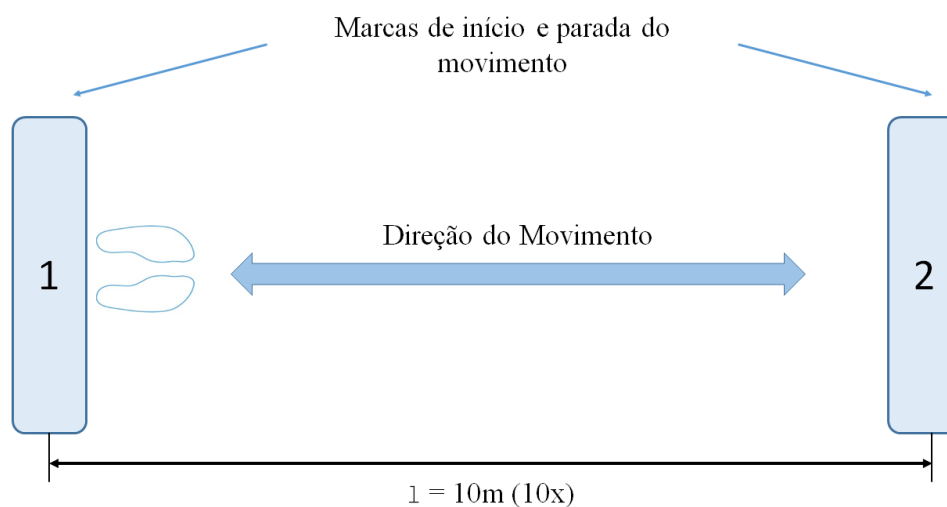 Marcas de início e parada do
movimento
Direção do Movimento
1
2
l = 10m (10x)